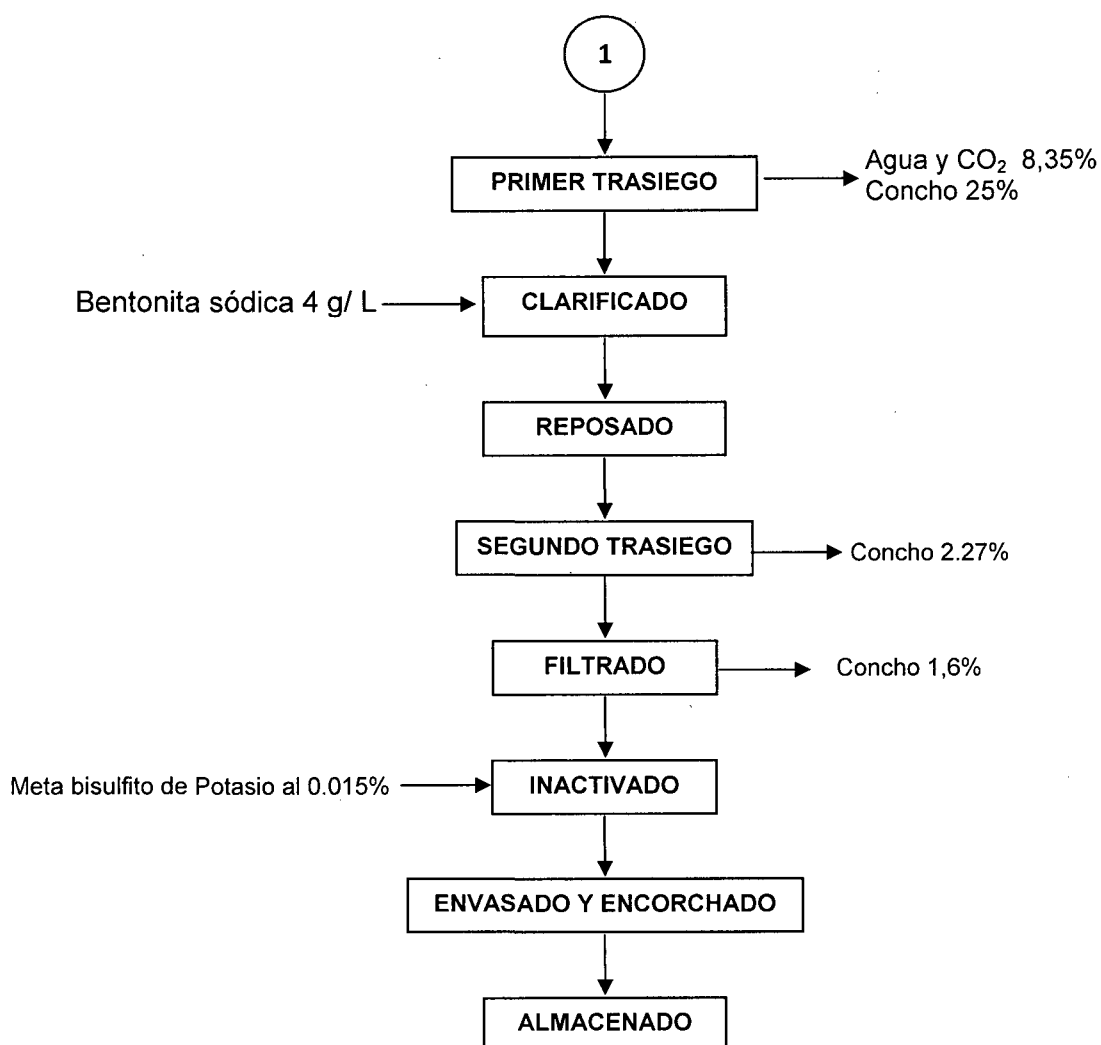 1
PRIMER TRASIEGO
Agua y CO₂ 8,35%
Concho 25%
Bentonita sódica 4 g/ L
CLARIFICADO
REPOSADO
SEGUNDO TRASIEGO
Concho 2.27%
FILTRADO
Concho 1,6%
Meta bisulfito de Potasio al 0.015%
INACTIVADO
ENVASADO Y ENCORCHADO
ALMACENADO